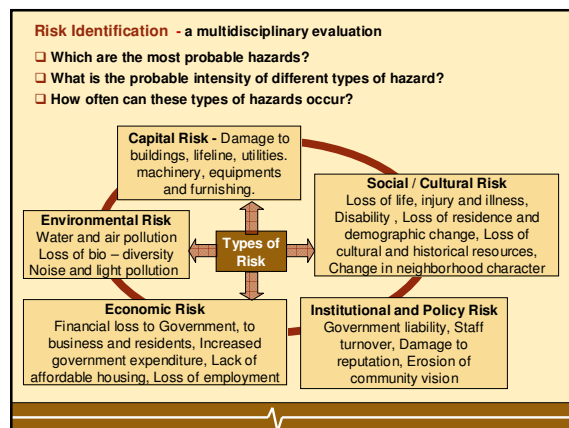 Risk Identification - a multidisciplinary evaluation
❑ Which are the most probable hazards?
❑ What is the probable intensity of different types of hazard?
❑ How often can these types of hazards occur?
Capital Risk - Damage to
buildings, lifeline, utilities.
machinery, equipments
and furnishing.
Social / Cultural Risk
Loss of life, injury and illness,
Disability , Loss of residence and
demographic change, Loss of
cultural and historical resources,
Change in neighborhood character
Environmental Risk
Water and air pollution
Loss of bio – diversity
Noise and light pollution
Types of
Risk
Economic Risk
Financial loss to Government, to
business and residents, Increased
government expenditure, Lack of
affordable housing, Loss of employment
Institutional and Policy Risk
Government liability, Staff
turnover, Damage to
reputation, Erosion of
community vision